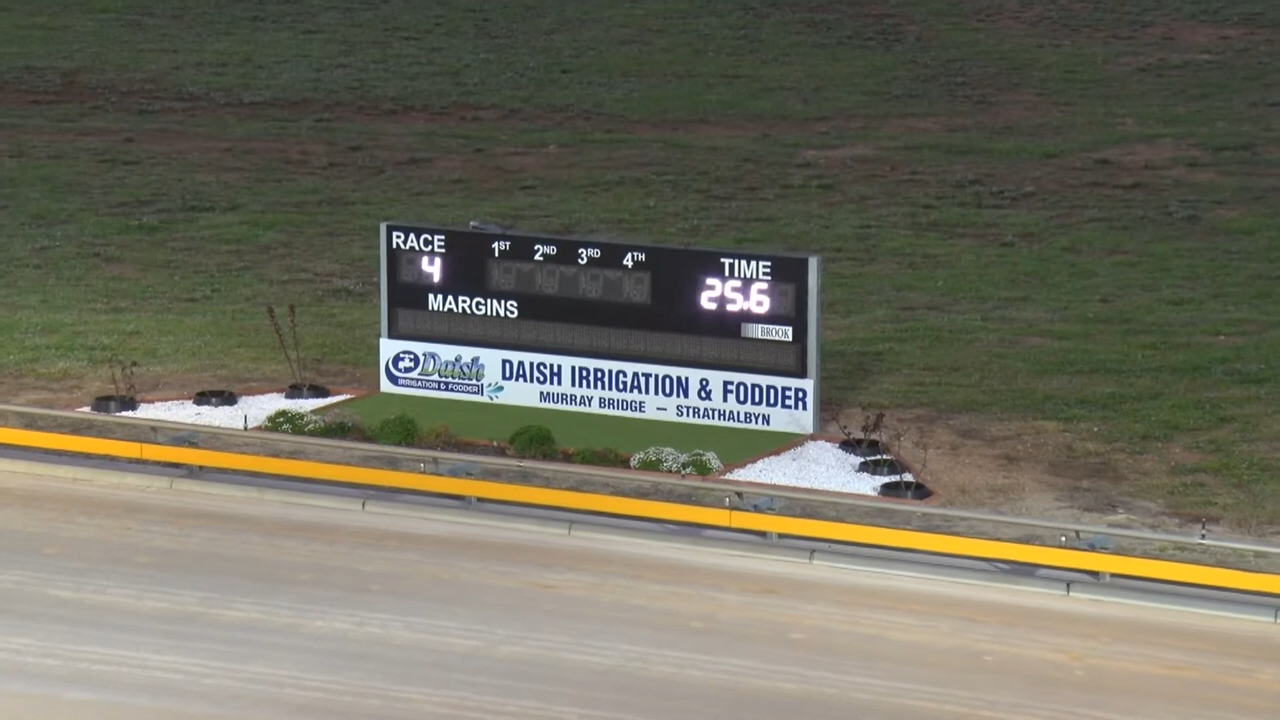 RACE 1ST 2ND 3RD 4TH TIME
4 25.6
MARGINS
BROOK
Daish
IRRIGATION & FODDER
DAISH IRRIGATION & FODDER
MURRAY BRIDGE – STRATHALBYN